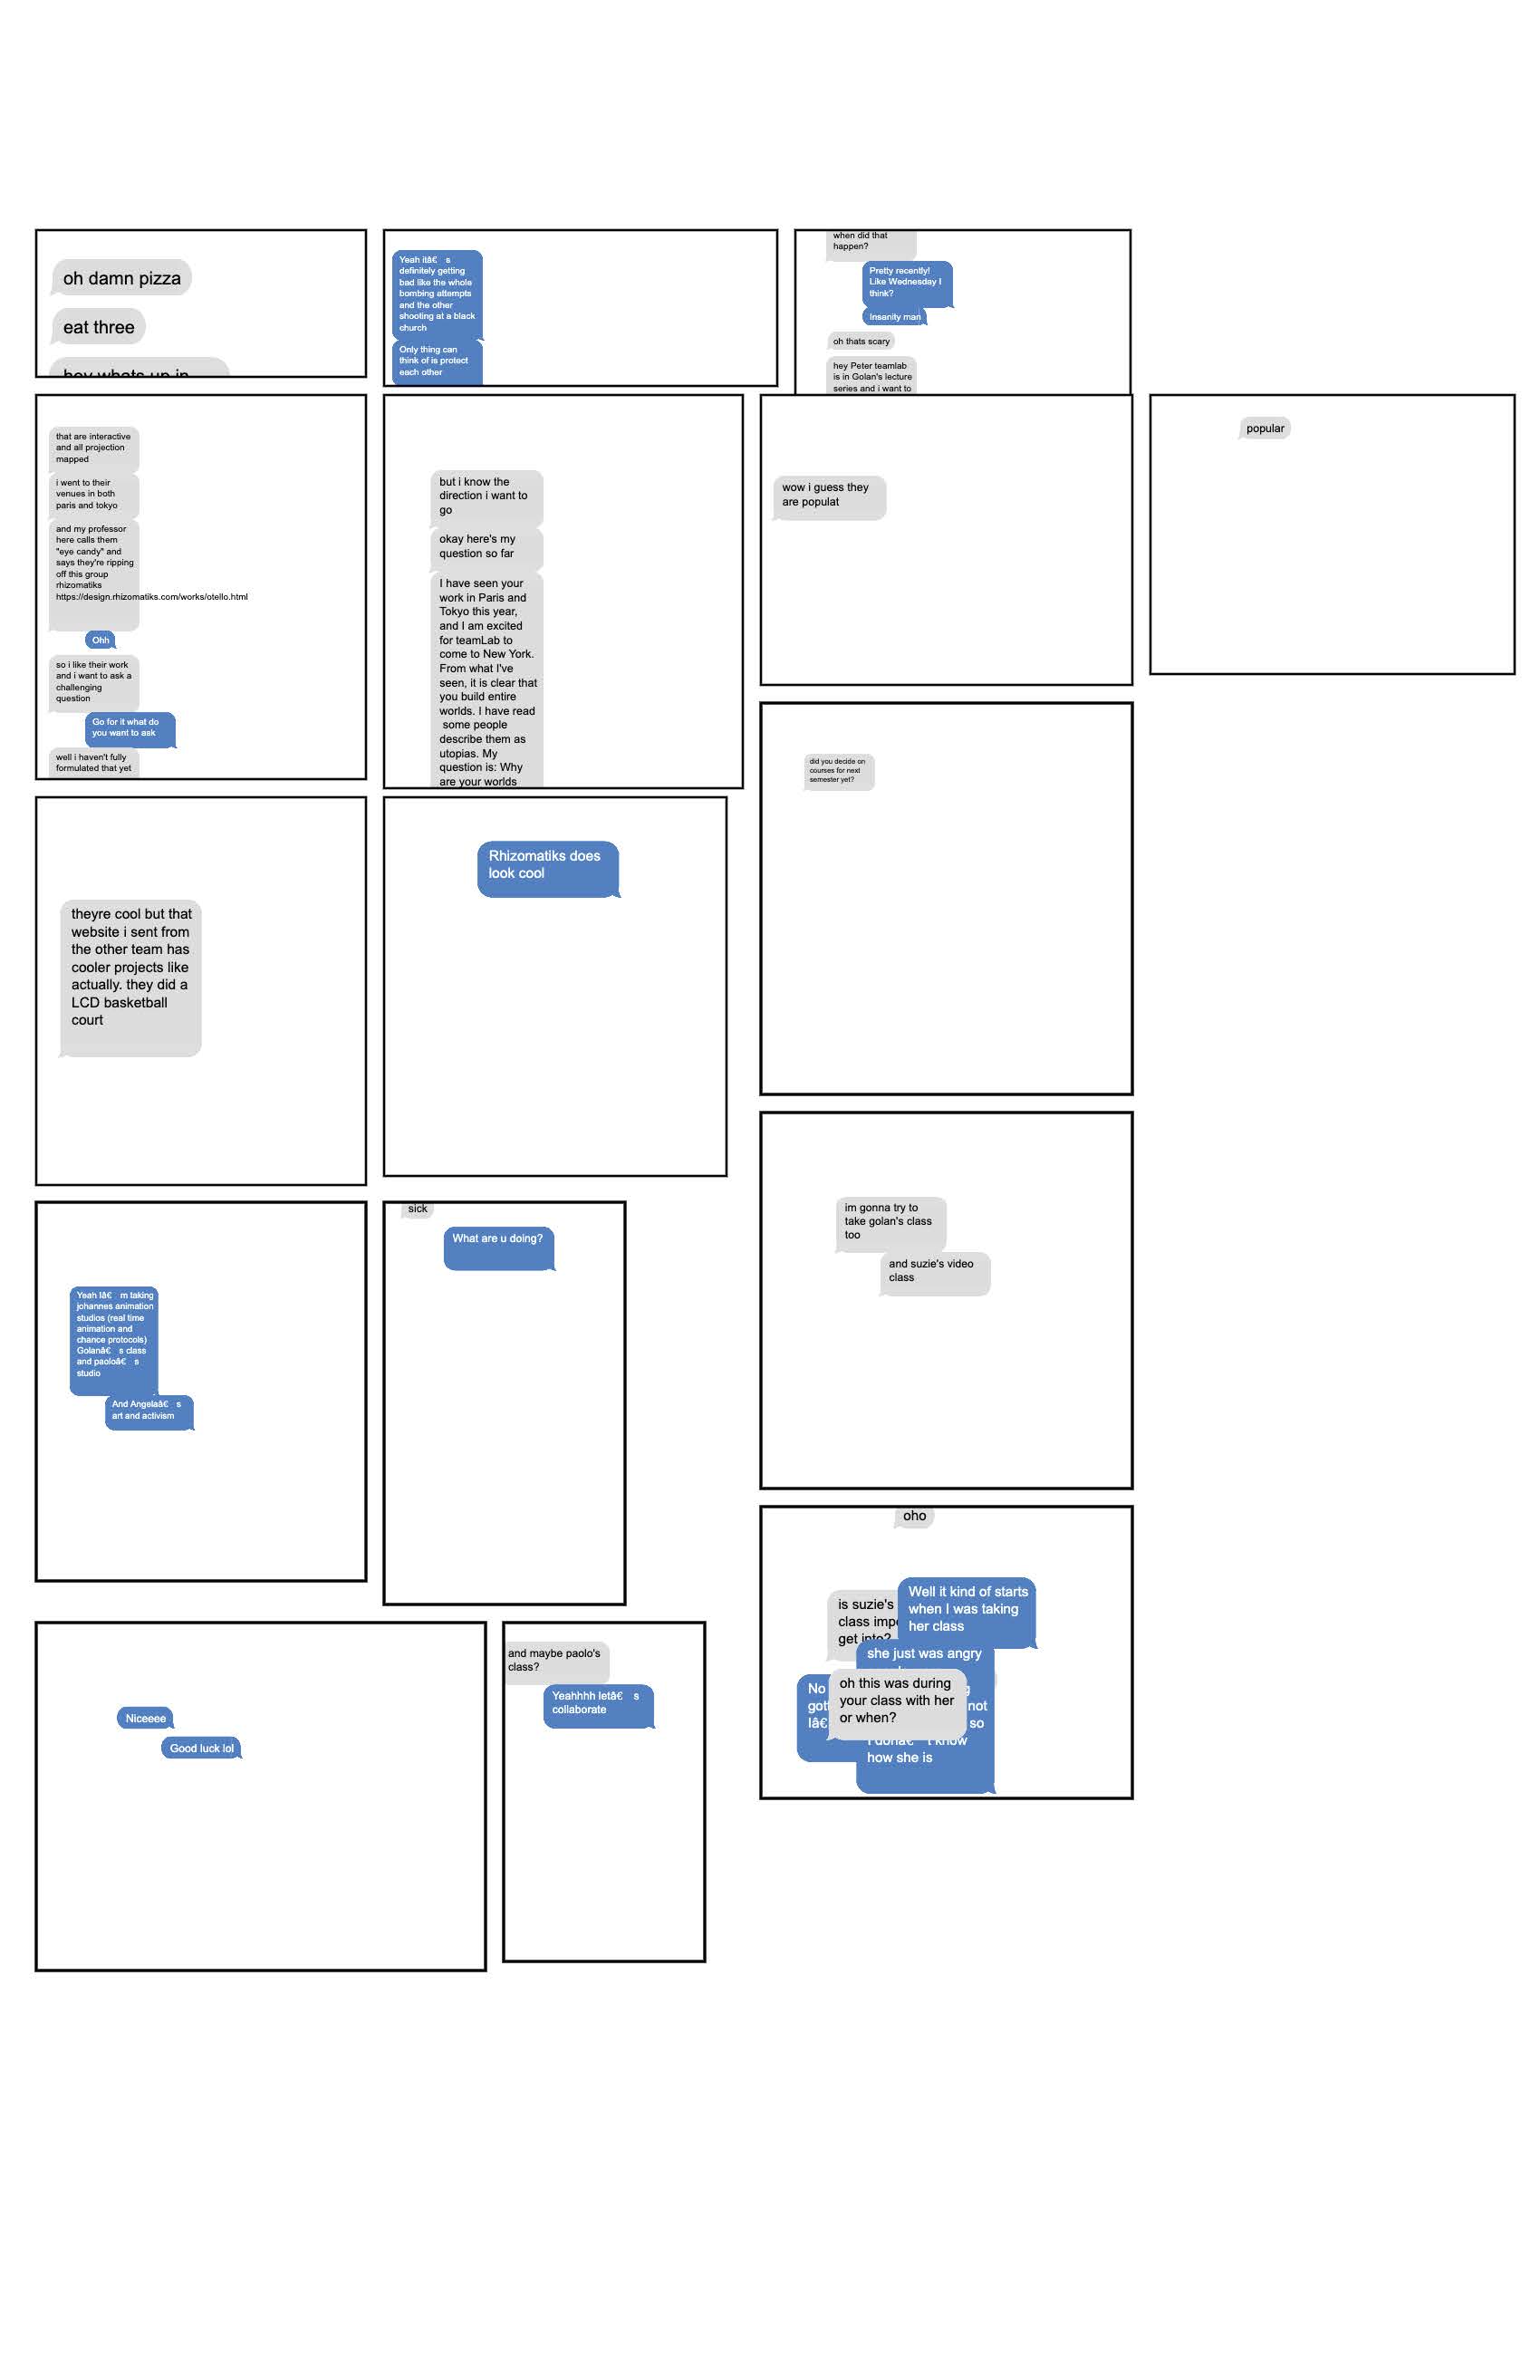 oh damn pizza
eat three
hey whats up in
Yeah itâ€ s
definitely getting
bad like the whole
bombing attempts
and the other
shooting at a black
church
Only thing can
think of is protect
each other
when did that
happen?
Pretty recently!
Like Wednesday I
think?
Insanity man
oh thats scary
hey Peter teamlab
is in Golan's lecture
series and i want to
that are interactive
and all projection
mapped
i went to their
venues in both
paris and tokyo
and my professor
here calls them
"eye candy" and
says they're ripping
off this group
rhizomatiks
https://design.rhizomatiks.com/works/otello.html
Ohh
so i like their work
and i want to ask a
challenging
question
Go for it what do
you want to ask
well i haven't fully
formulated that yet
but i know the
direction i want to
go
okay here's my
question so far
I have seen your
work in Paris and
Tokyo this year,
and I am excited
for teamLab to
come to New York.
From what I've
seen, it is clear that
you build entire
worlds. I have read
some people
describe them as
utopias. My
question is: Why
are your worlds
wow i guess they
are populat
popular
theyre cool but that
website i sent from
the other team has
cooler projects like
actually. they did a
LCD basketball
court
Rhizomatiks does
look cool
did you decide on
courses for next
semester yet?
Yeah Iâ€ m taking
johannes animation
studios (real time
animation and
chance protocols)
Golanâ€ s class
and paoloâ€ s
studio
And Angelaâ€ s
art and activism
sick
What are u doing?
im gonna try to
take golan's class
too
and suzie's video
class
Niceeee
Good luck lol
and maybe paolo's
class?
Yeahhhh letâ€ s
collaborate
oho
is suzie's
class
get into?
Well it kind of starts
when I was taking
her class
she just was angry
No
Iâ€
not
so
I donâ€ t know
how she is
oh this was during
your class with her
or when?